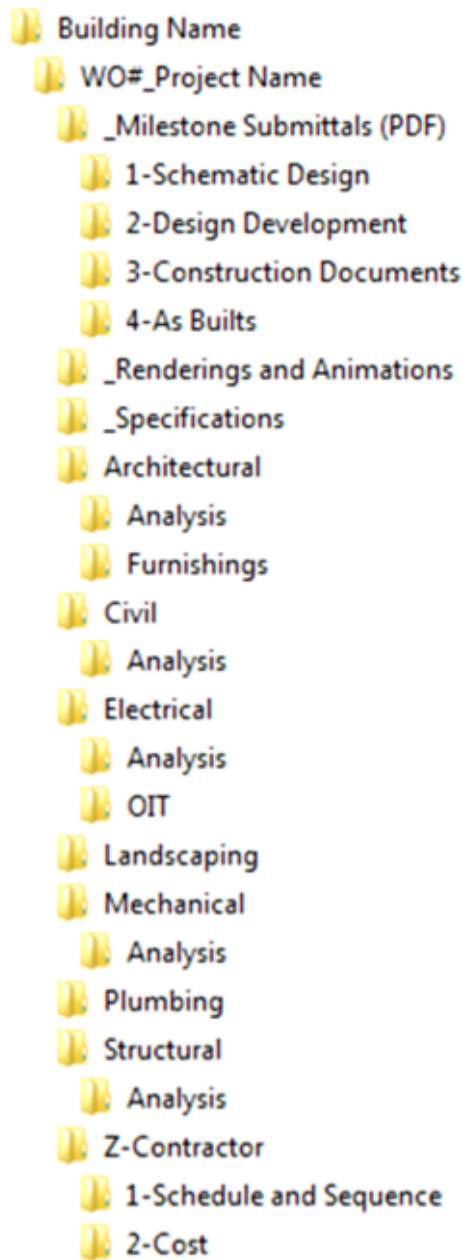 Building Name
WO#_Project Name
_Milestone Submittals (PDF)
1-Schematic Design
2-Design Development
3-Construction Documents
4-As Builts
_Renderings and Animations
_Specifications
Architectural
Analysis
Furnishings
Civil
Analysis
Electrical
Analysis
OIT
Landscaping
Mechanical
Analysis
Plumbing
Structural
Analysis
Z-Contractor
1-Schedule and Sequence
2-Cost